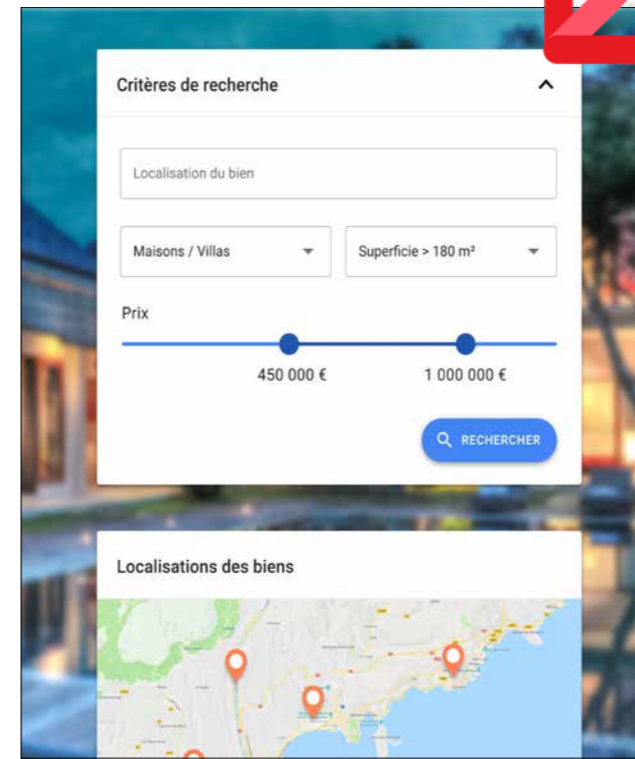 Critères de recherche
Localisation du bien
Maisons / Villas
Superficie > 180 m²
Prix
450 000 €
1 000 000 €
RECHERCHER
Localisations des biens